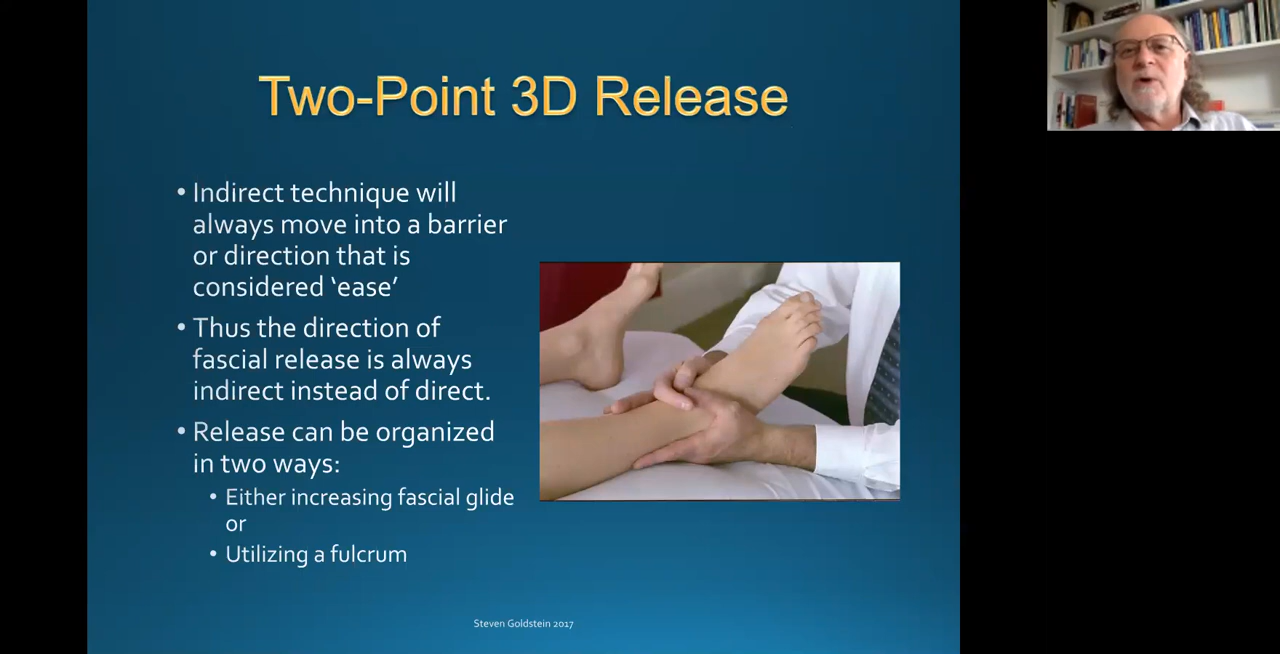 Two-Point 3D Release
• Indirect technique will
always move into a barrier
or direction that is
considered ‘ease’
• Thus the direction of
fascial release is always
indirect instead of direct.
• Release can be organized
in two ways:
• Either increasing fascial glide
or
• Utilizing a fulcrum
Steven Goldstein 2017